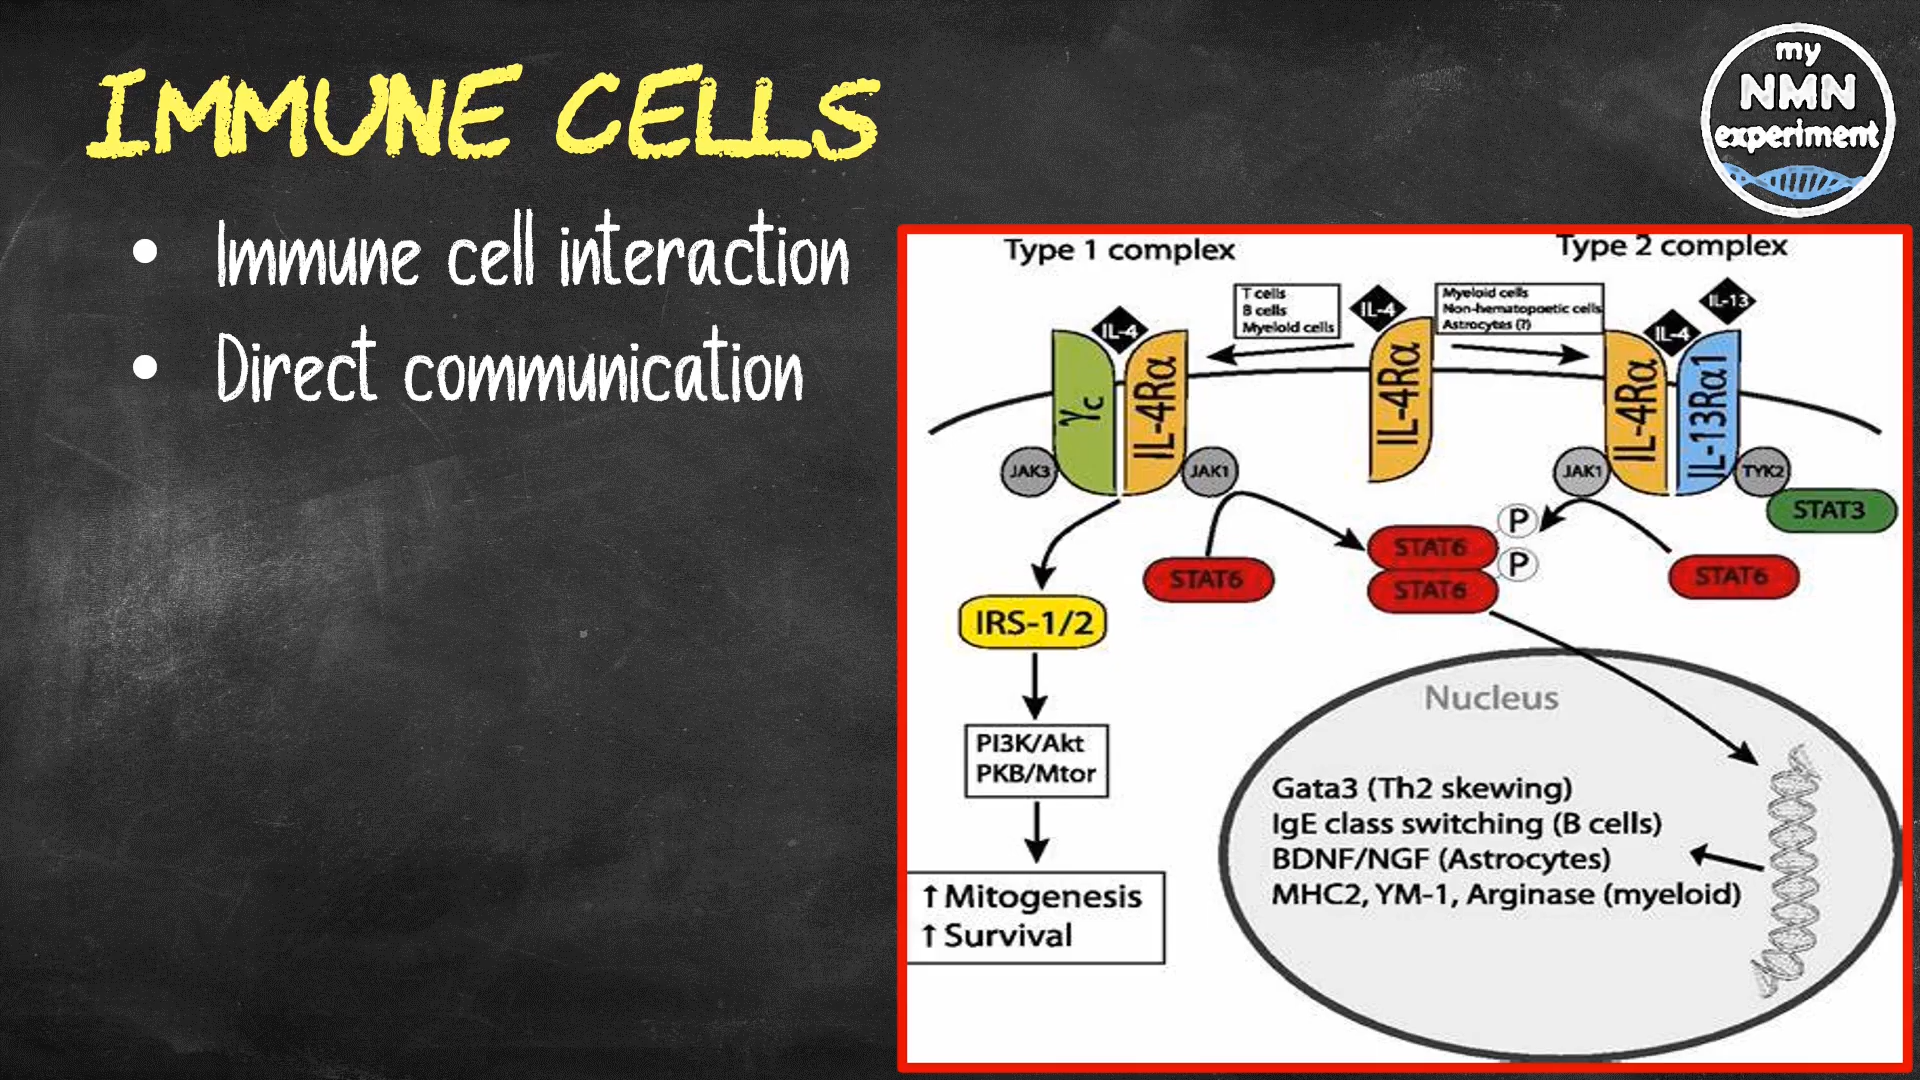 IMMUNE CELLS
my
NMN
experiment
• Immune cell interaction
• Direct communication
Type 1 complex
Type 2 complex
T cells
B cells
Myeloid cells
IL-4
Myeloid cells
Non-hematopoetic cells
Astrocytes (?)
IL-13
IL-4
IL-4
γc
IL-4Rα
IL-4Rα
IL-4Rα
IL-13Rα1
JAK3
JAK1
JAK1
TYK2
STAT3
P
STAT6
P
STAT6
STAT6
STAT6
IRS-1/2
Nucleus
PI3K/Akt
PKB/Mtor
Gata3 (Th2 skewing)
IgE class switching (B cells)
BDNF/NGF (Astrocytes)
MHC2, YM-1, Arginase (myeloid)
↑ Mitogenesis
↑ Survival